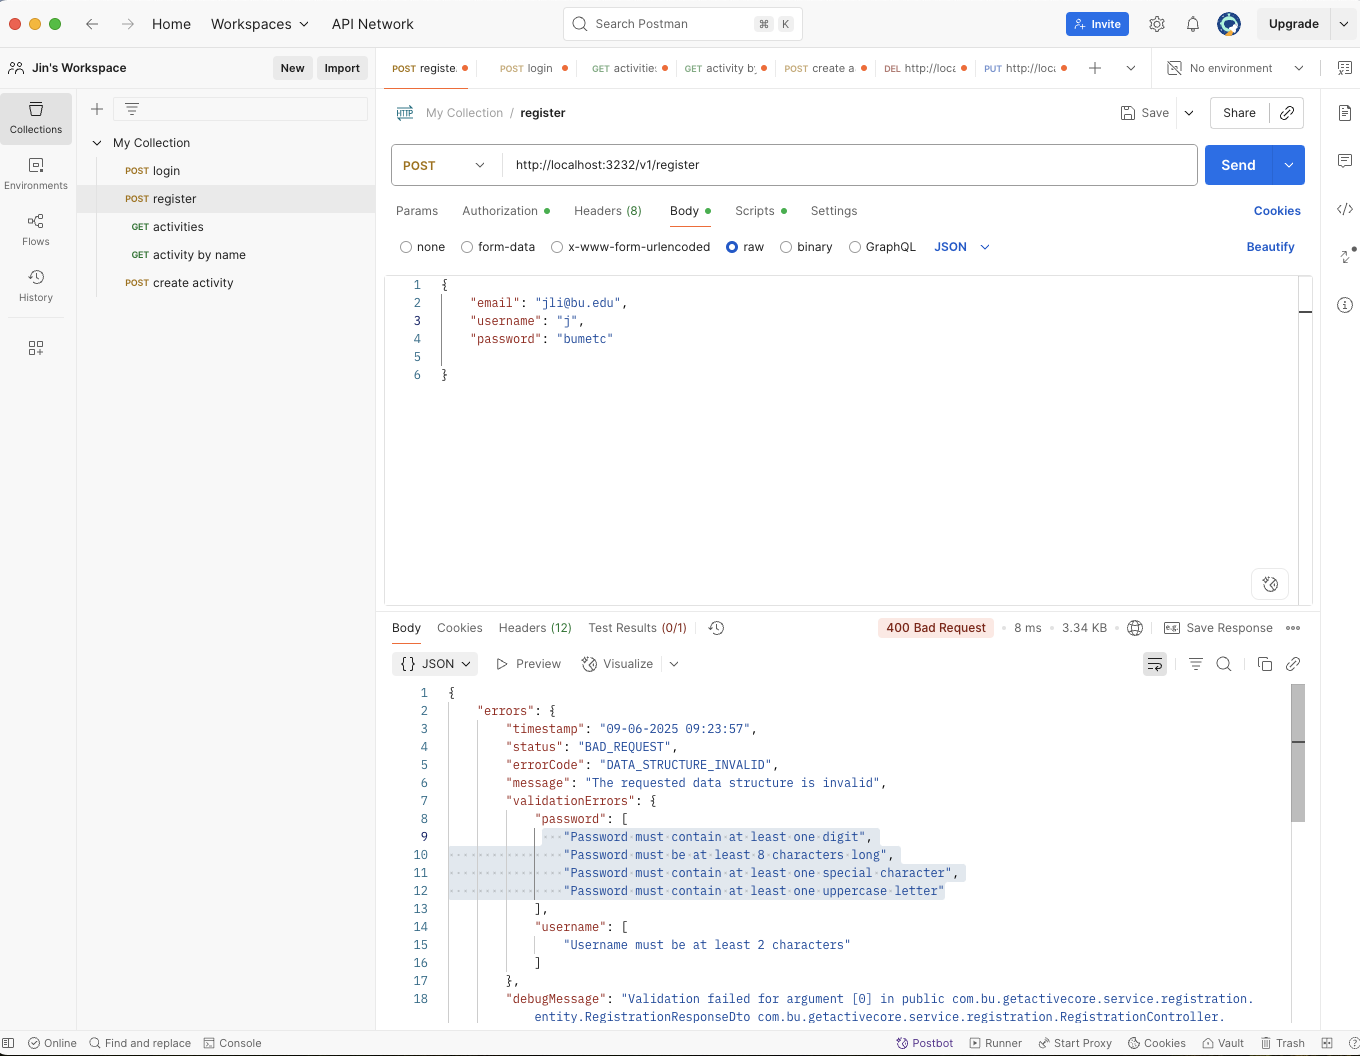 Home Workspaces API Network Search Postman ⌘ K Invite Upgrade
Jin's Workspace New Import POST registe. POST login GET activities POST create a DEL http://loca PUT http://loca No environment
GET activity by
Collections
Environments
Flows
History
My Collection
POST login
POST register
GET activities
GET activity by name
POST create activity
HTTP My Collection / register Save Share
POST http://localhost:3232/v1/register Send
Params Authorization Headers (8) Body Scripts Settings Cookies
none form-data x-www-form-urlencoded raw binary GraphQL JSON Beautify
1 {
2 "email": "jli@bu.edu",
3 "username": "j",
4 "password": "bumetc"
5
6 }
Body Cookies Headers (12) Test Results (0/1) 400 Bad Request • 8 ms • 3.34 KB • e.g. Save Response
{} JSON Preview Visualize
1 {
2 "errors": {
3 "timestamp": "09-06-2025 09:23:57",
4 "status": "BAD_REQUEST",
5 "errorCode": "DATA_STRUCTURE_INVALID",
6 "message": "The requested data structure is invalid",
7 "validationErrors": {
8 "password": [
9 "Password must contain at least one digit",
10 "Password must be at least 8 characters long",
11 "Password must contain at least one special character",
12 "Password must contain at least one uppercase letter"
13 ],
14 "username": [
15 "Username must be at least 2 characters"
16 ]
17 },
18 "debugMessage": "Validation failed for argument [0] in public com.bu.getactivecore.service.registration.
entity.RegistrationResponseDto com.bu.getactivecore.service.registration.RegistrationController.
Online Find and replace Console Postbot Runner Start Proxy Cookies Vault Trash